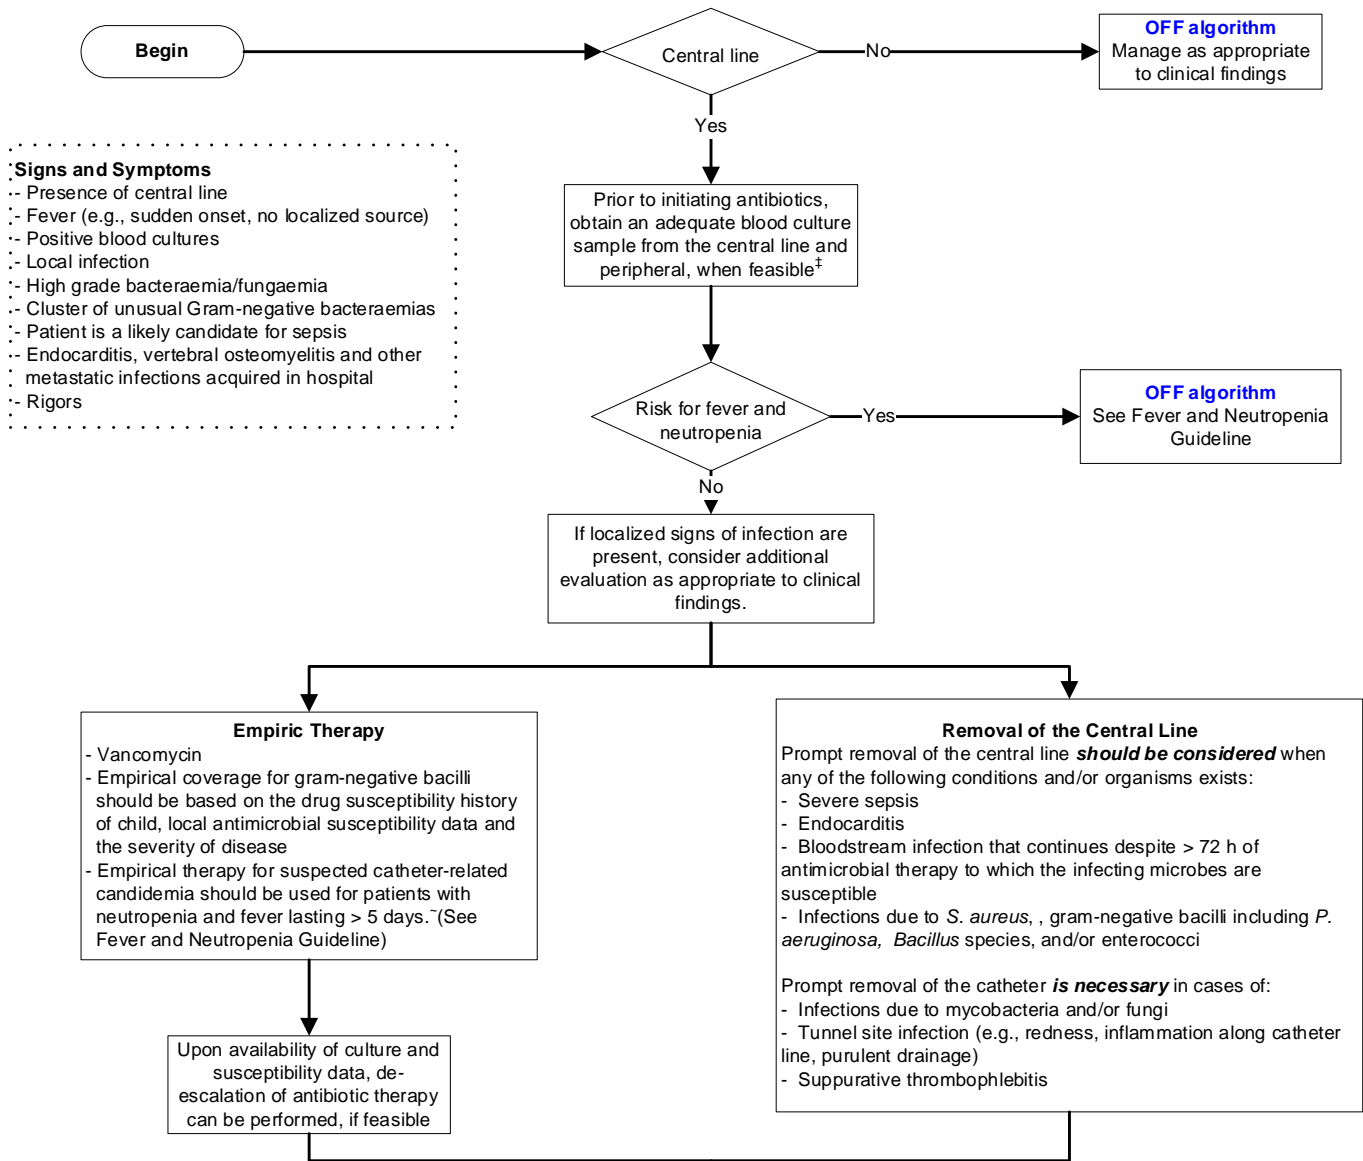 Begin
Central line
No
OFF algorithm
Manage as appropriate
to clinical findings
Yes
Signs and Symptoms
- Presence of central line
- Fever (e.g., sudden onset, no localized source)
- Positive blood cultures
- Local infection
- High grade bacteraemia/fungaemia
- Cluster of unusual Gram-negative bacteraemias
- Patient is a likely candidate for sepsis
- Endocarditis, vertebral osteomyelitis and other
metastatic infections acquired in hospital
- Rigors
Prior to initiating antibiotics,
obtain an adequate blood culture
sample from the central line and
peripheral, when feasible‡
Risk for fever and
neutropenia
Yes
OFF algorithm
See Fever and Neutropenia
Guideline
No
If localized signs of infection are
present, consider additional
evaluation as appropriate to clinical
findings.
Empiric Therapy
- Vancomycin
- Empirical coverage for gram-negative bacilli
should be based on the drug susceptibility history
of child, local antimicrobial susceptibility data and
the severity of disease
- Empirical therapy for suspected catheter-related
candidemia should be used for patients with
neutropenia and fever lasting > 5 days.~(See
Fever and Neutropenia Guideline)
Upon availability of culture and
susceptibility data, de-
escalation of antibiotic therapy
can be performed, if feasible
Removal of the Central Line
Prompt removal of the central line should be considered when
any of the following conditions and/or organisms exists:
- Severe sepsis
- Endocarditis
- Bloodstream infection that continues despite > 72 h of
antimicrobial therapy to which the infecting microbes are
susceptible
- Infections due to S. aureus, , gram-negative bacilli including P.
aeruginosa, Bacillus species, and/or enterococci
Prompt removal of the catheter is necessary in cases of:
- Infections due to mycobacteria and/or fungi
- Tunnel site infection (e.g., redness, inflammation along catheter
line, purulent drainage)
- Suppurative thrombophlebitis